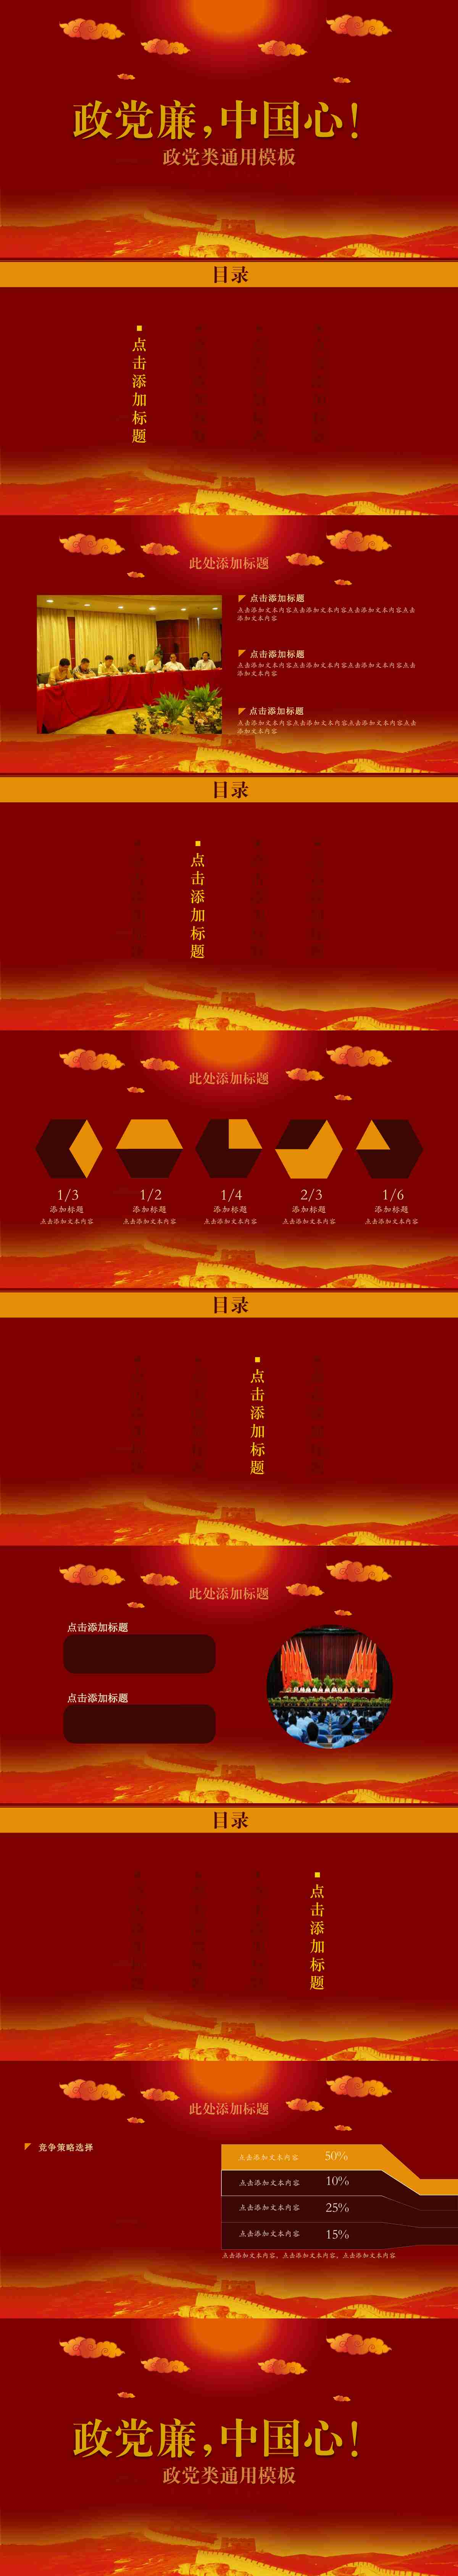 政党廉,中国心!
政党类通用模板
目录
点击添加标题
此处添加标题
点击添加标题
点击添加文本内容点击添加文本内容点击添加文本内容点击
添加文本内容
点击添加标题
点击添加文本内容点击添加文本内容点击添加文本内容点击
添加文本内容
点击添加标题
点击添加文本内容点击添加文本内容点击添加文本内容点击
添加文本内容
目录
点击添加标题
此处添加标题
1/3 1/2 1/4 2/3 1/6
添加标题 添加标题 添加标题 添加标题 添加标题
点击添加文本内容 点击添加文本内容 点击添加文本内容 点击添加文本内容 点击添加文本内容
目录
点击添加标题
此处添加标题
点击添加标题
点击添加标题
目录
点击添加标题
此处添加标题
竞争策略选择
点击添加文本内容 50%
点击添加文本内容 10%
点击添加文本内容 25%
点击添加文本内容 15%
点击添加文本内容，点击添加文本内容，点击添加文本内容
政党廉,中国心!
政党类通用模板